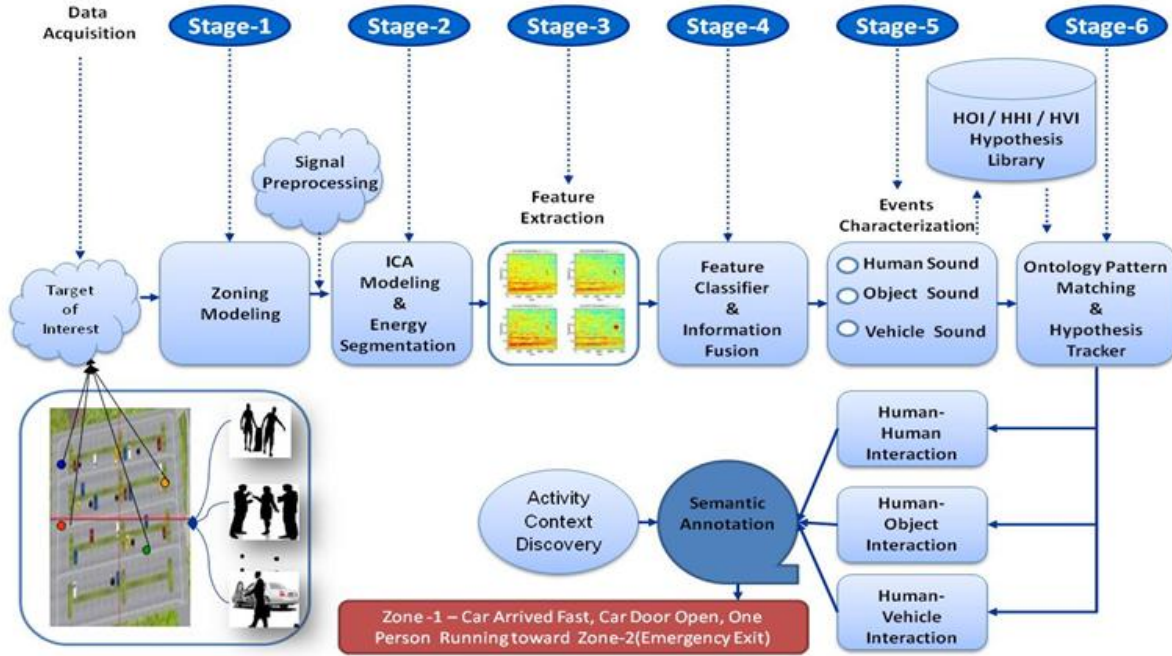 Data
Acquisition
Stage-1
Stage-2
Stage-3
Stage-4
Stage-5
Stage-6
HOI / HHI / HVI
Hypothesis
Library
Signal
Preprocessing
Feature
Extraction
Events
Characterization
Target
of
Interest
Zoning
Modeling
ICA
Modeling
&
Energy
Segmentation
Feature
Classifier
&
Information
Fusion
Human Sound
Object Sound
Vehicle Sound
Ontology Pattern
Matching
&
Hypothesis
Tracker
Human-
Human
Interaction
Activity
Context
Discovery
Semantic
Annotation
Human-
Object
Interaction
Human-
Vehicle
Interaction
Zone -1 – Car Arrived Fast, Car Door Open, One
Person Running toward Zone-2(Emergency Exit)